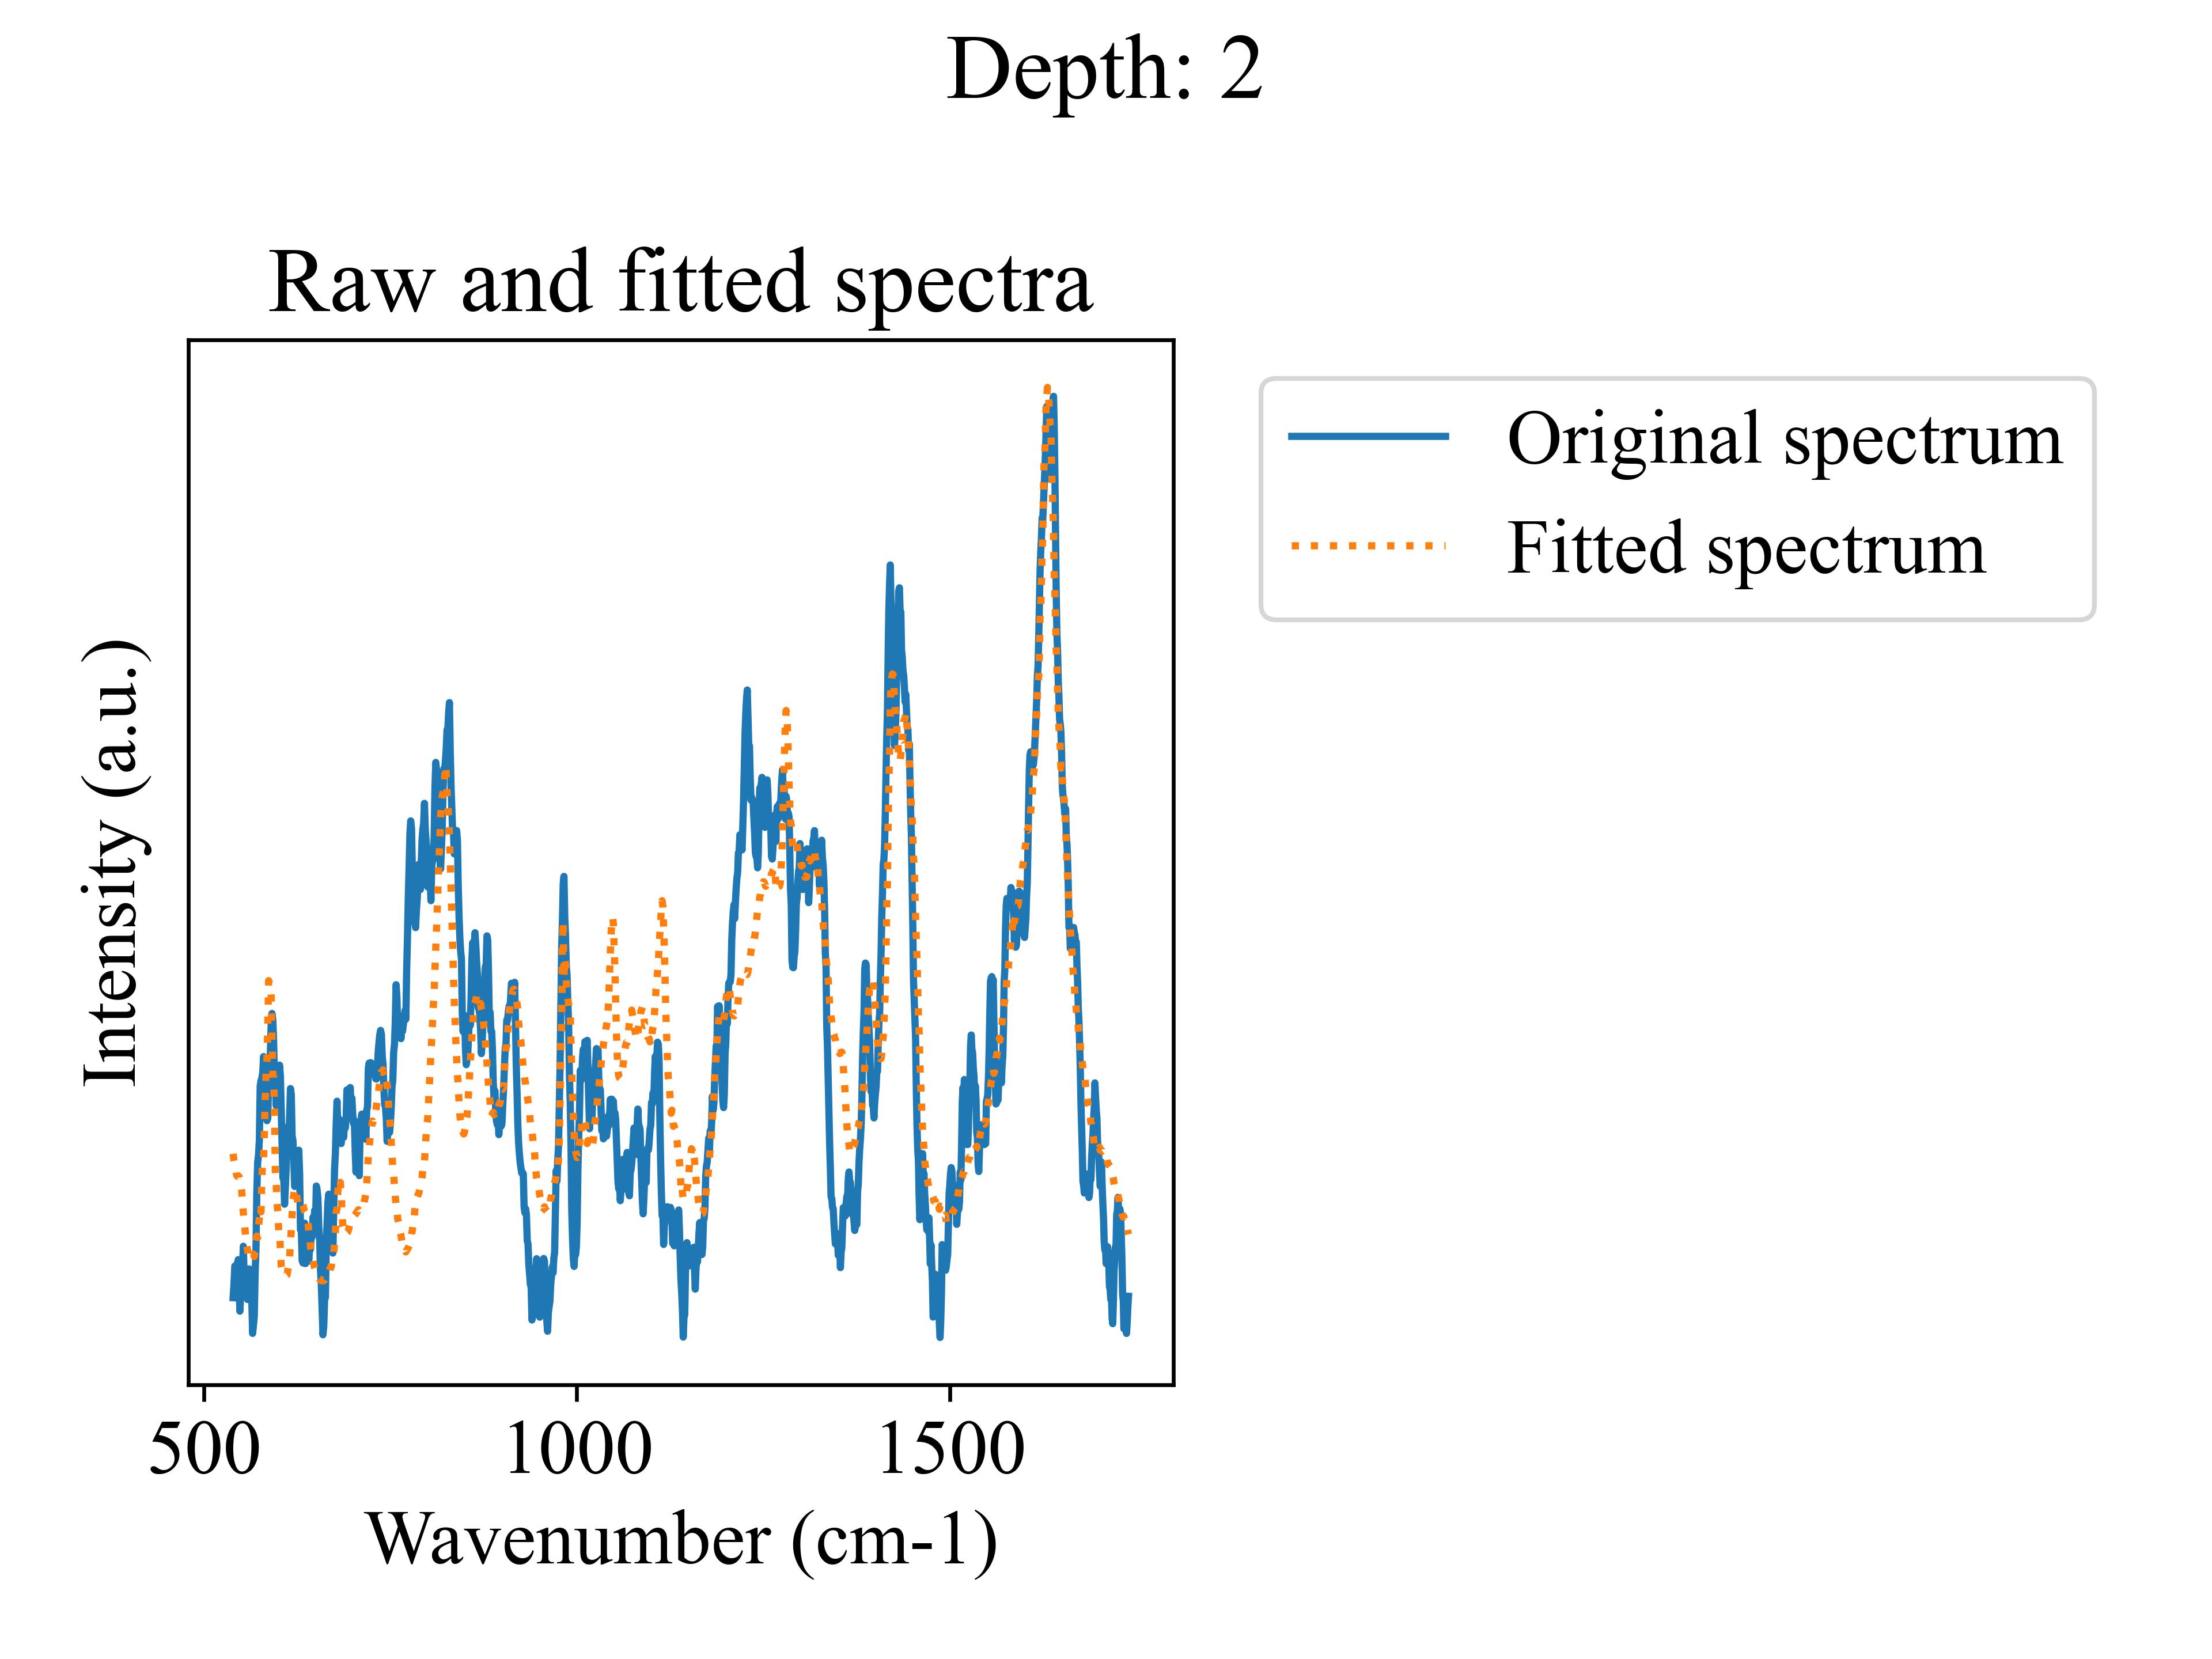 Depth: 2
Raw and fitted spectra
Original spectrum
Fitted spectrum
Intensity (a.u.)
500 1000 1500
Wavenumber (cm-1)